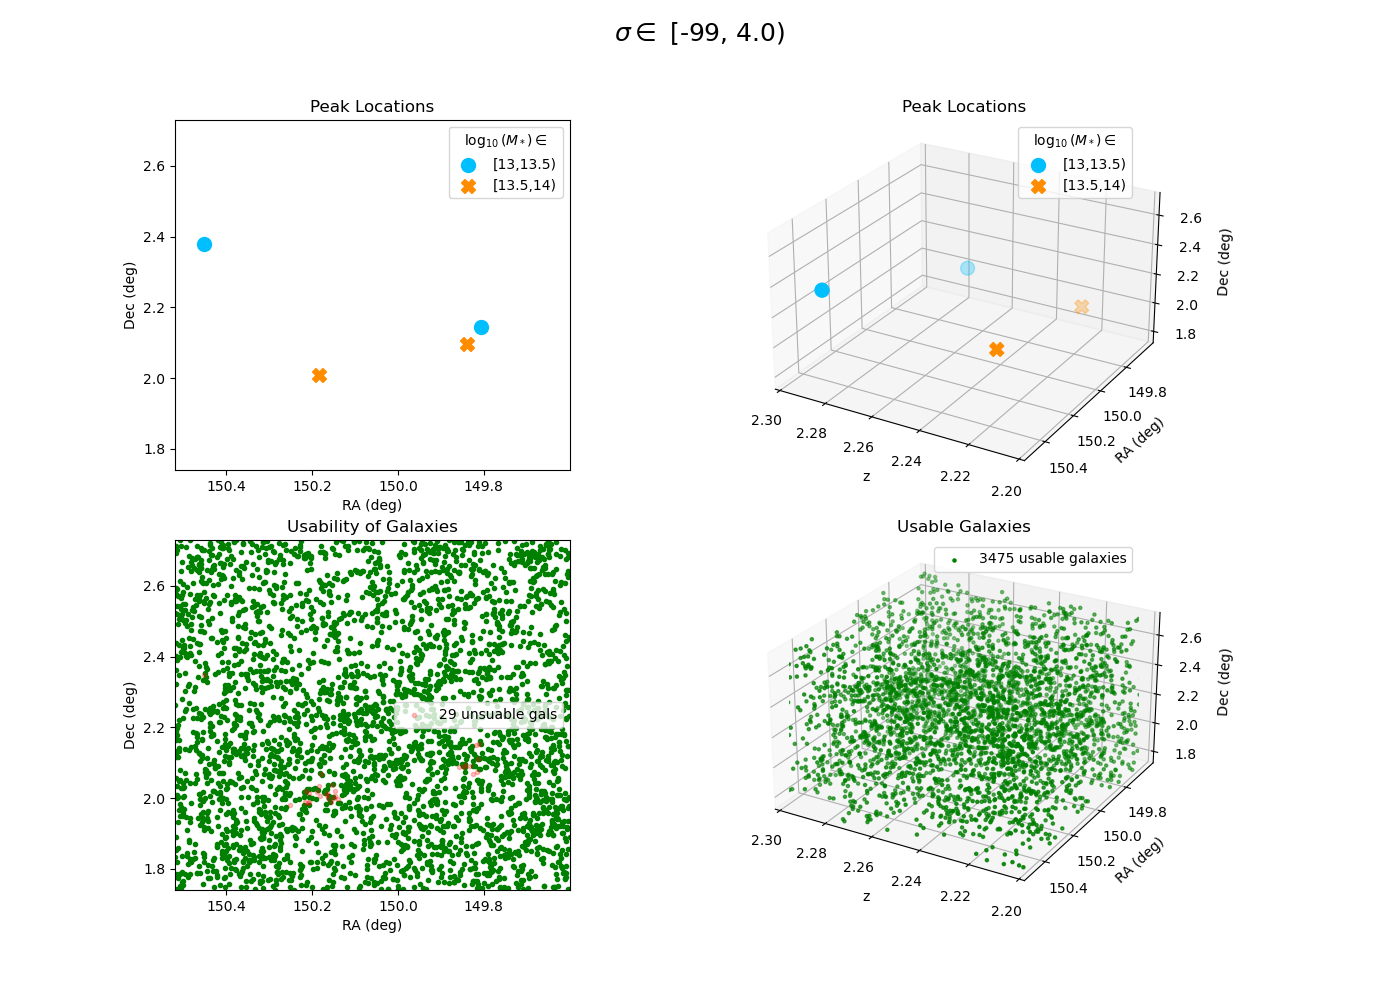 σ ∈ [-99, 4.0)
Peak Locations
log₁₀(M*) ∈
[13,13.5)
[13.5,14)
2.6
2.4
2.2
2.0
1.8
Dec (deg)
150.4 150.2 150.0 149.8
RA (deg)
Peak Locations
log₁₀(M*) ∈
[13,13.5)
[13.5,14)
2.6
2.4
2.2
2.0
1.8
Dec (deg)
149.8
150.0
150.2
150.4
RA (deg)
2.30
2.28
2.26
2.24
2.22
2.20
z
Usability of Galaxies
29 unsuable gals
2.6
2.4
2.2
2.0
1.8
Dec (deg)
150.4 150.2 150.0 149.8
RA (deg)
Usable Galaxies
3475 usable galaxies
2.6
2.4
2.2
2.0
1.8
Dec (deg)
149.8
150.0
150.2
150.4
RA (deg)
2.30
2.28
2.26
2.24
2.22
2.20
z